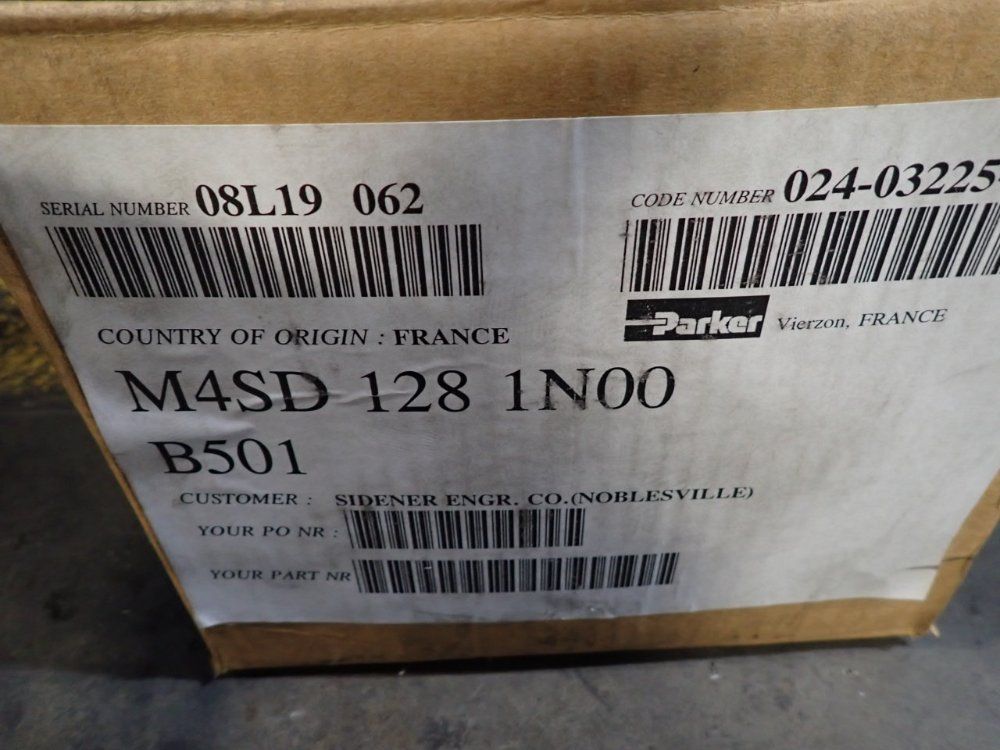 SERIAL NUMBER 08L19 062
CODE NUMBER 024-03225-
COUNTRY OF ORIGIN : FRANCE
Parker Vierzon, FRANCE
M4SD 128 1N00
B501
CUSTOMER : SIDENER ENGR. CO.(NOBLESVILLE)
YOUR PO NR :
YOUR PART NR